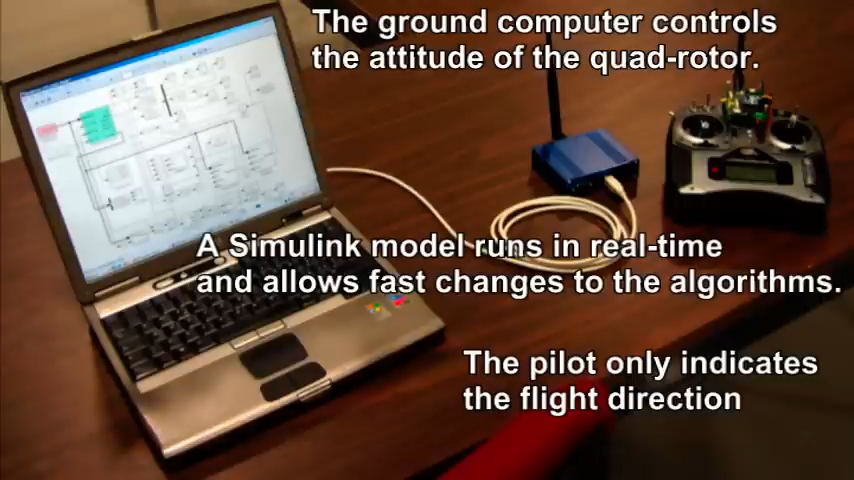 The ground computer controls
the attitude of the quad-rotor.
A Simulink model runs in real-time
and allows fast changes to the algorithms.
The pilot only indicates
the flight direction